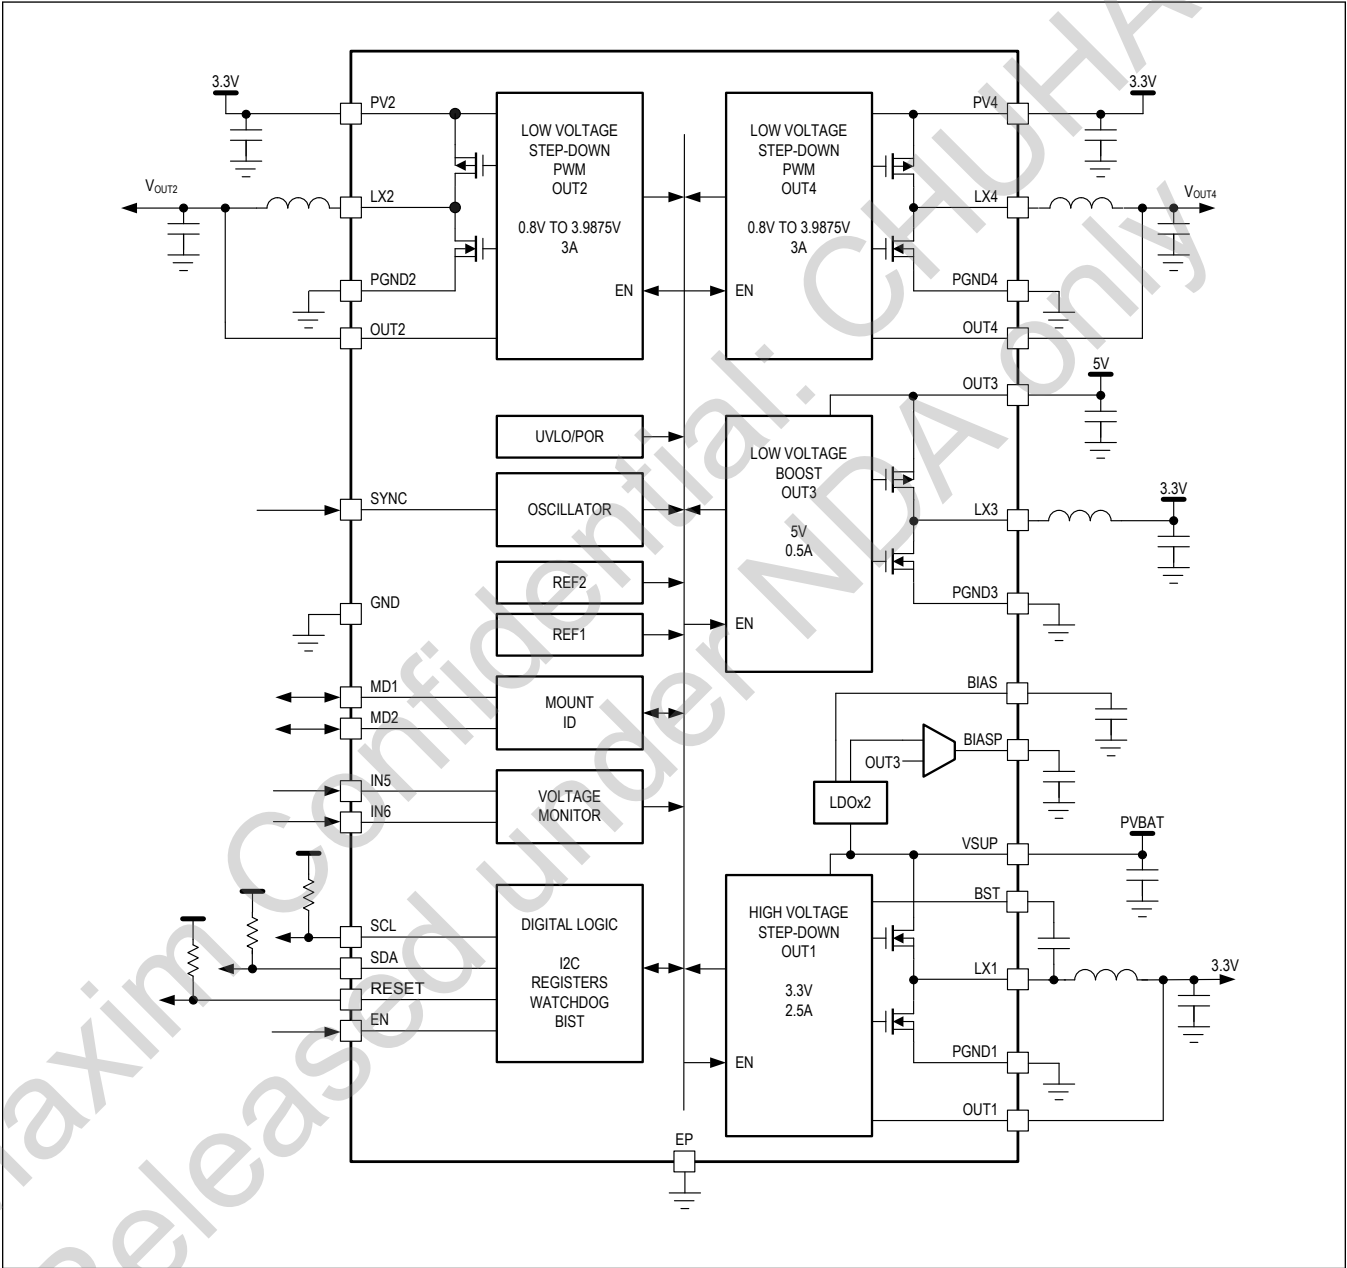 3.3V
PV2
PV4
3.3V
LOW VOLTAGE
STEP-DOWN
PWM
OUT2
0.8V TO 3.9875V
3A
EN
LOW VOLTAGE
STEP-DOWN
PWM
OUT4
0.8V TO 3.9875V
3A
EN
VOUT2
LX2
LX4
VOUT4
PGND2
PGND4
OUT2
OUT4
5V
OUT3
UVLO/POR
LOW VOLTAGE
BOOST
OUT3
5V
0.5A
EN
SYNC
OSCILLATOR
LX3
3.3V
REF2
GND
PGND3
REF1
MD1
MD2
MOUNT
ID
BIAS
BIASP
OUT3
LDOx2
IN5
IN6
VOLTAGE
MONITOR
PVBAT
VSUP
BST
SCL
SDA
RESET
EN
DIGITAL LOGIC
I2C
REGISTERS
WATCHDOG
BIST
HIGH VOLTAGE
STEP-DOWN
OUT1
3.3V
2.5A
EN
LX1
3.3V
PGND1
OUT1
EP
Maxim Confidential: CHUHA
Released under NDA only